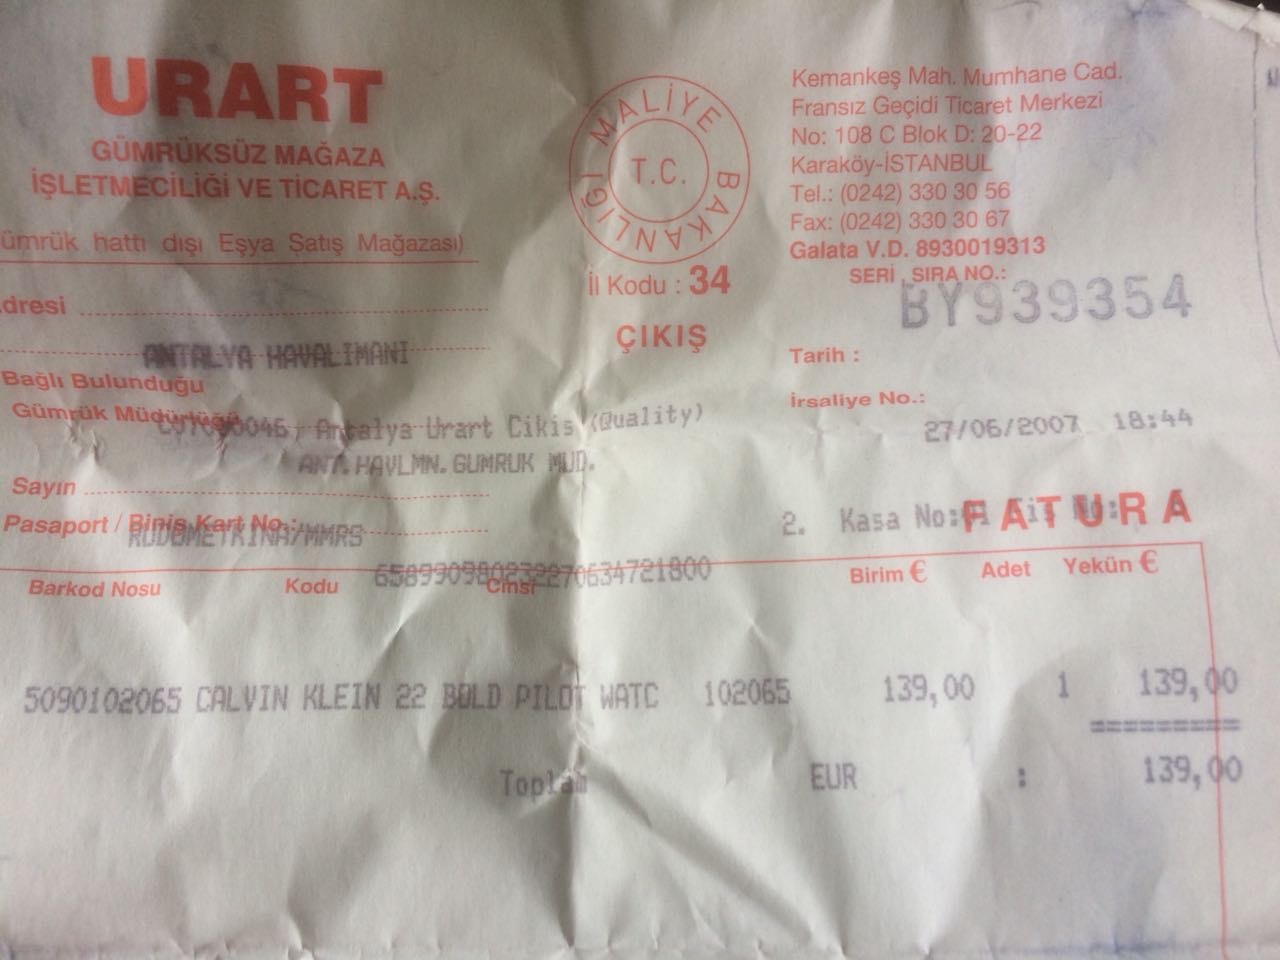 URART
GÜMRÜKSÜZ MAĞAZA
İŞLETMECİLİĞİ VE TİCARET A.Ş.
ümrük hattı dışı Eşya Satış Mağazası)
MALİYE BAKANLIĞI
T.C.
İl Kodu : 34
ÇIKIŞ
Kemankeş Mah. Mumhane Cad.
Fransız Geçidi Ticaret Merkezi
No: 108 C Blok D: 20-22
Karaköy-İSTANBUL
Tel.: (0242) 330 30 56
Fax: (0242) 330 30 67
Galata V.D. 8930019313
SERİ , SIRA NO.:
BY939354
dresi
ANTALYA HAVALIMANI
Tarih :
Bağlı Bulunduğu
Gümrük Müdürlüğü
Antalya Urart Cikis (Quality)
İrsaliye No.:
27/06/2007 18:44
ANT.HAVLMN.GUMRUK MUD.
Sayın
Pasaport / Biniş Kart No.:
RUDOMETKINA/MMRS
2. Kasa No:
FATURA
Barkod Nosu Kodu Cinsi Birim € Adet Yekün €
5090102065 CALVIN KLEIN 22 BOLD PILOT WATC 102065 139,00 1 139,00
==============
Toplam EUR : 139,00